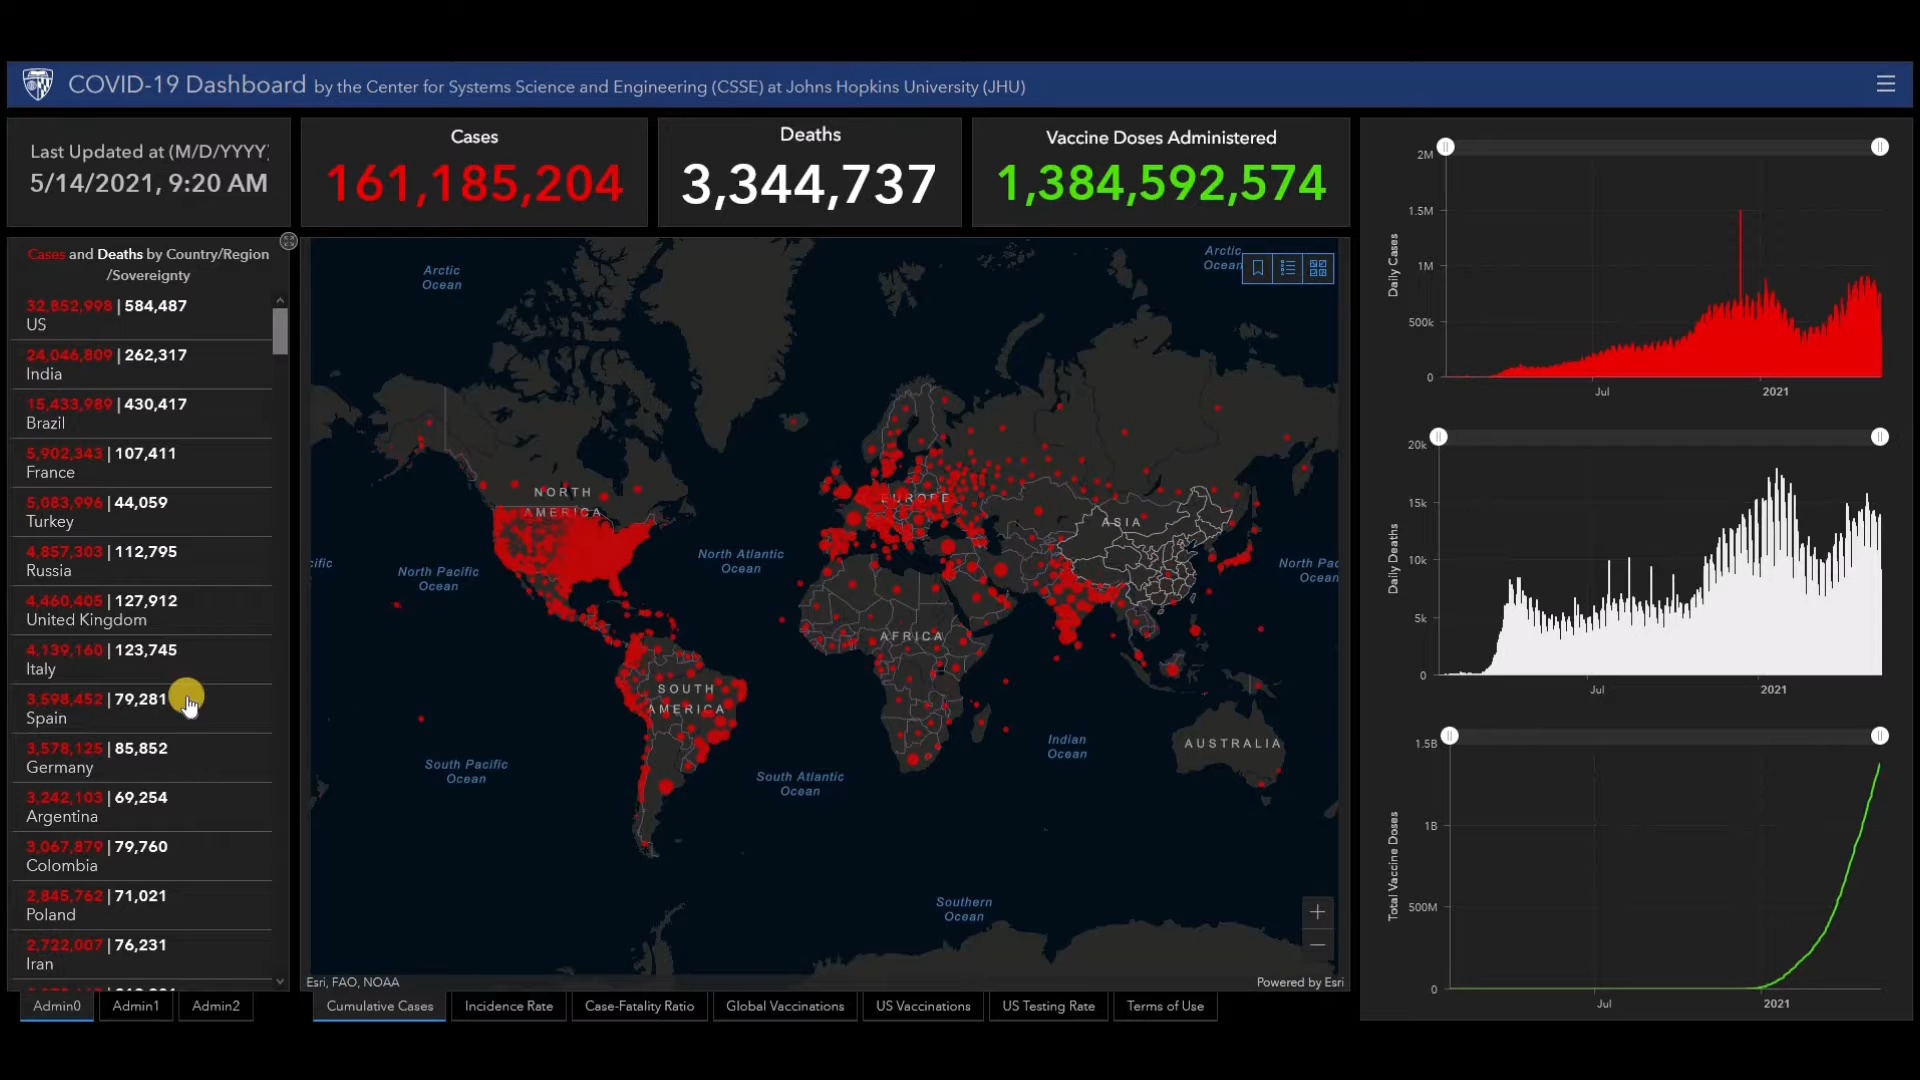 COVID-19 Dashboard by the Center for Systems Science and Engineering (CSSE) at Johns Hopkins University (JHU)
Last Updated at (M/D/YYYY)
5/14/2021, 9:20 AM
Cases
161,185,204
Deaths
3,344,737
Vaccine Doses Administered
1,384,592,574
Cases and Deaths by Country/Region
/Sovereignty
32,852,998 | 584,487
US
24,046,809 | 262,317
India
15,433,989 | 430,417
Brazil
5,902,343 | 107,411
France
5,083,996 | 44,059
Turkey
4,857,303 | 112,795
Russia
4,460,405 | 127,912
United Kingdom
4,139,160 | 123,745
Italy
3,598,452 | 79,281
Spain
3,578,125 | 85,852
Germany
3,242,103 | 69,254
Argentina
3,067,879 | 79,760
Colombia
2,845,762 | 71,021
Poland
2,722,007 | 76,231
Iran
Admin0
Admin1
Admin2
Arctic
Ocean
Arctic
Ocean
NORTH
AMERICA
EUROPE
ASIA
North Atlantic
Ocean
cific
North Pacific
Ocean
North Pac
Ocean
AFRICA
SOUTH
AMERICA
Indian
Ocean
AUSTRALIA
South Pacific
Ocean
South Atlantic
Ocean
Southern
Ocean
+
−
Esri, FAO, NOAA
Powered by Esri
Cumulative Cases
Incidence Rate
Case-Fatality Ratio
Global Vaccinations
US Vaccinations
US Testing Rate
Terms of Use
Daily Cases
2M
1.5M
1M
500k
0
Jul
2021
Daily Deaths
20k
15k
10k
5k
0
Jul
2021
Total Vaccine Doses
1.5B
1B
500M
0
Jul
2021